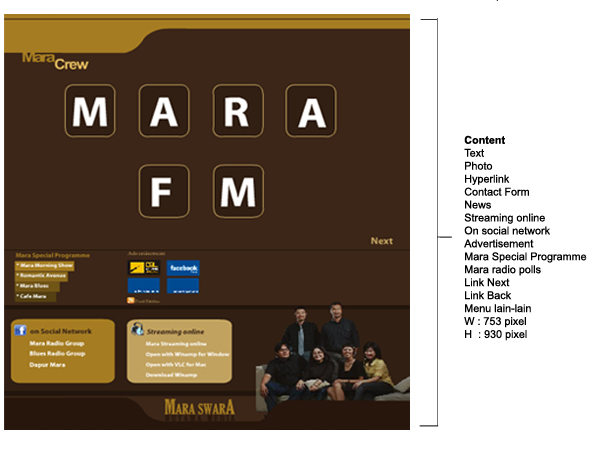 Mara Crew
M A R A
F M
Next
Mara Special Programme
* Mara Morning Show
* Romantic Avenue
* Mara Blues
* Cafe Mara
Advertisement
facebook
on Social Network
Mara Radio Group
Blues Radio Group
Dapur Mara
Streaming online
Mara Streaming online
Open with Winamp for Window
Open with VLC for Mac
Download Winamp
MARA SWARA
Content
Text
Photo
Hyperlink
Contact Form
News
Streaming online
On social network
Advertisement
Mara Special Programme
Mara radio polls
Link Next
Link Back
Menu lain-lain
W : 753 pixel
H : 930 pixel